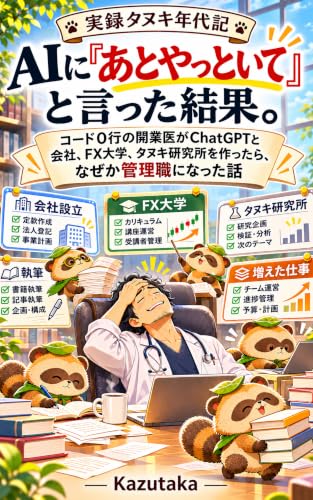 実録タヌキ年代記
AIに『あとやっといて』
と言った結果。
コード0行の開業医がChatGPTと
会社、FX大学、タヌキ研究所を作ったら、
なぜか管理職になった話
会社設立
定款作成
法人登記
事業計画
FX大学
カリキュラム
講座運営
受講者管理
タヌキ研究所
研究企画
検証・分析
次のテーマ
執筆
書籍執筆
記事執筆
企画・構成
増えた仕事
チーム運営
進捗管理
予算・計画
Kazutaka